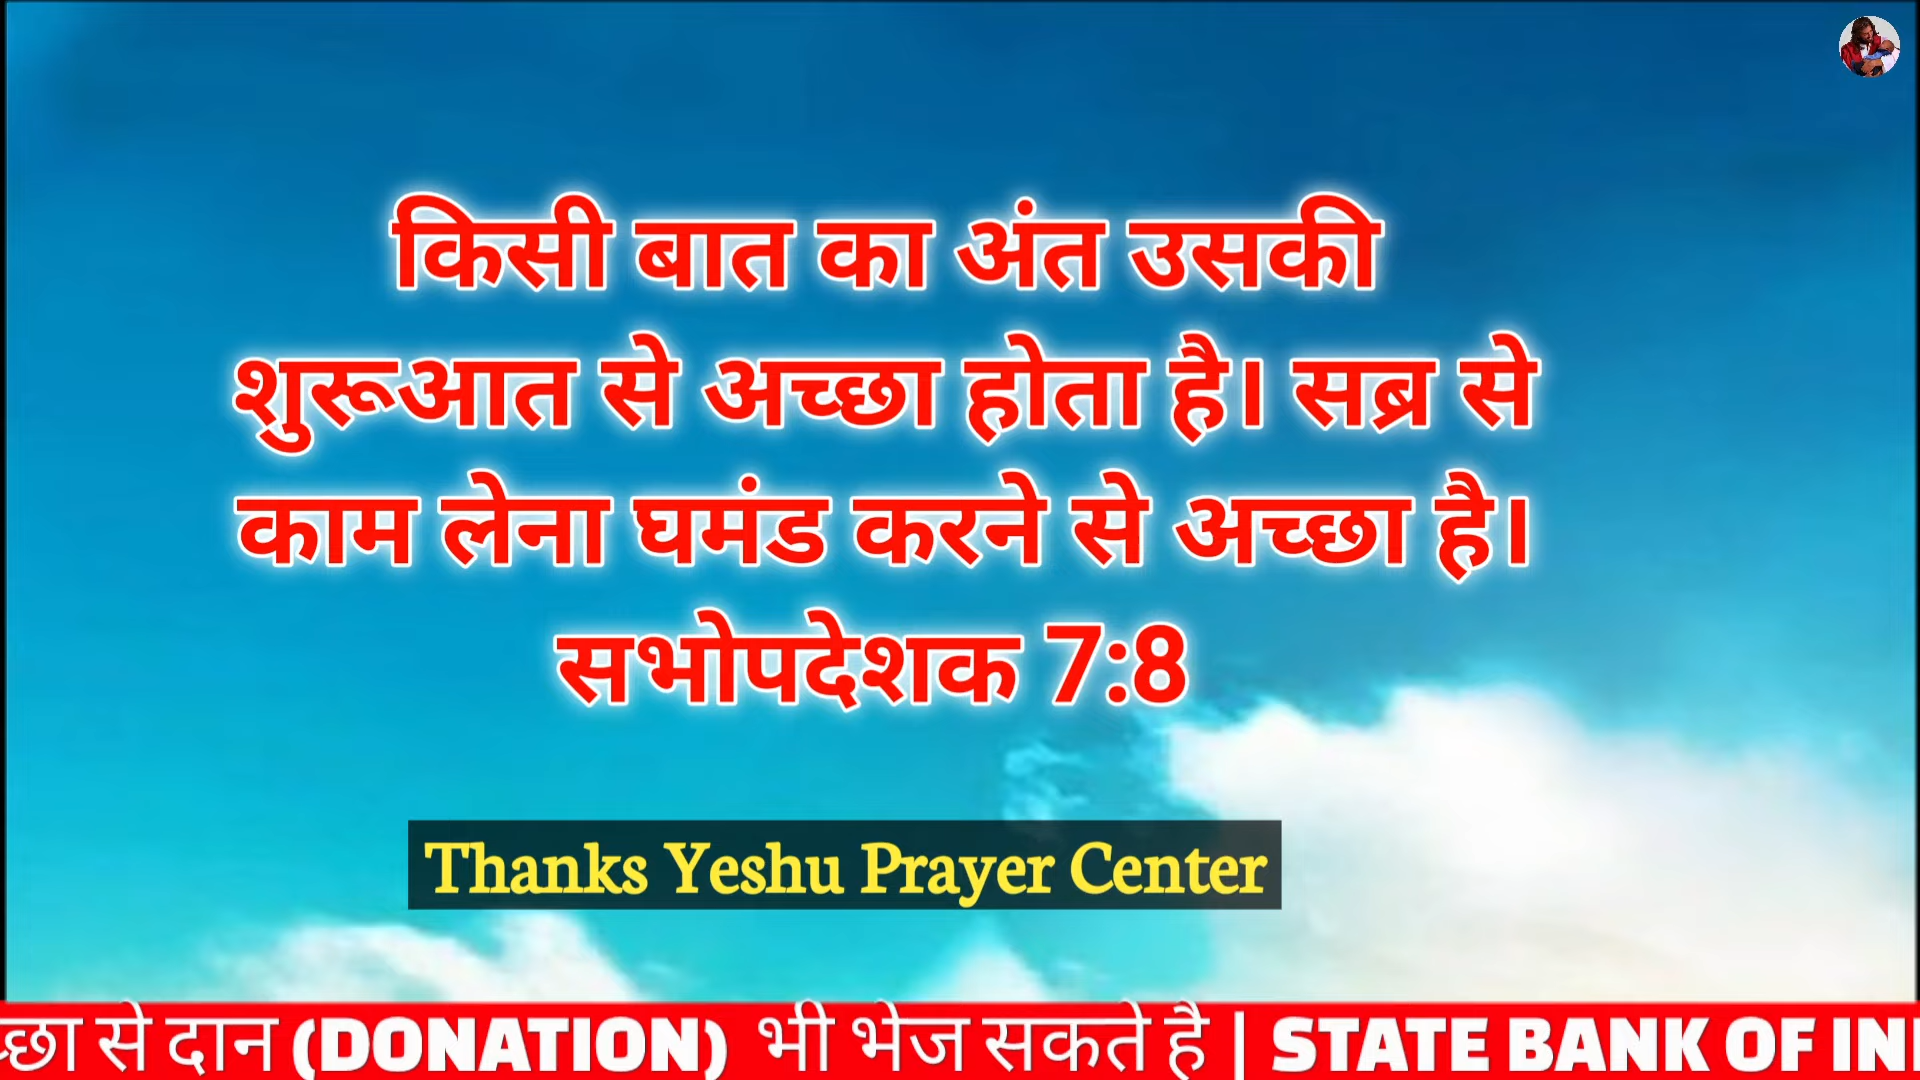 किसी बात का अंत उसकी
शुरूआत से अच्छा होता है। सब्र से
काम लेना घमंड करने से अच्छा है।
सभोपदेशक 7:8
Thanks Yeshu Prayer Center
से दान (DONATION) भी भेज सकते है | STATE BANK OF